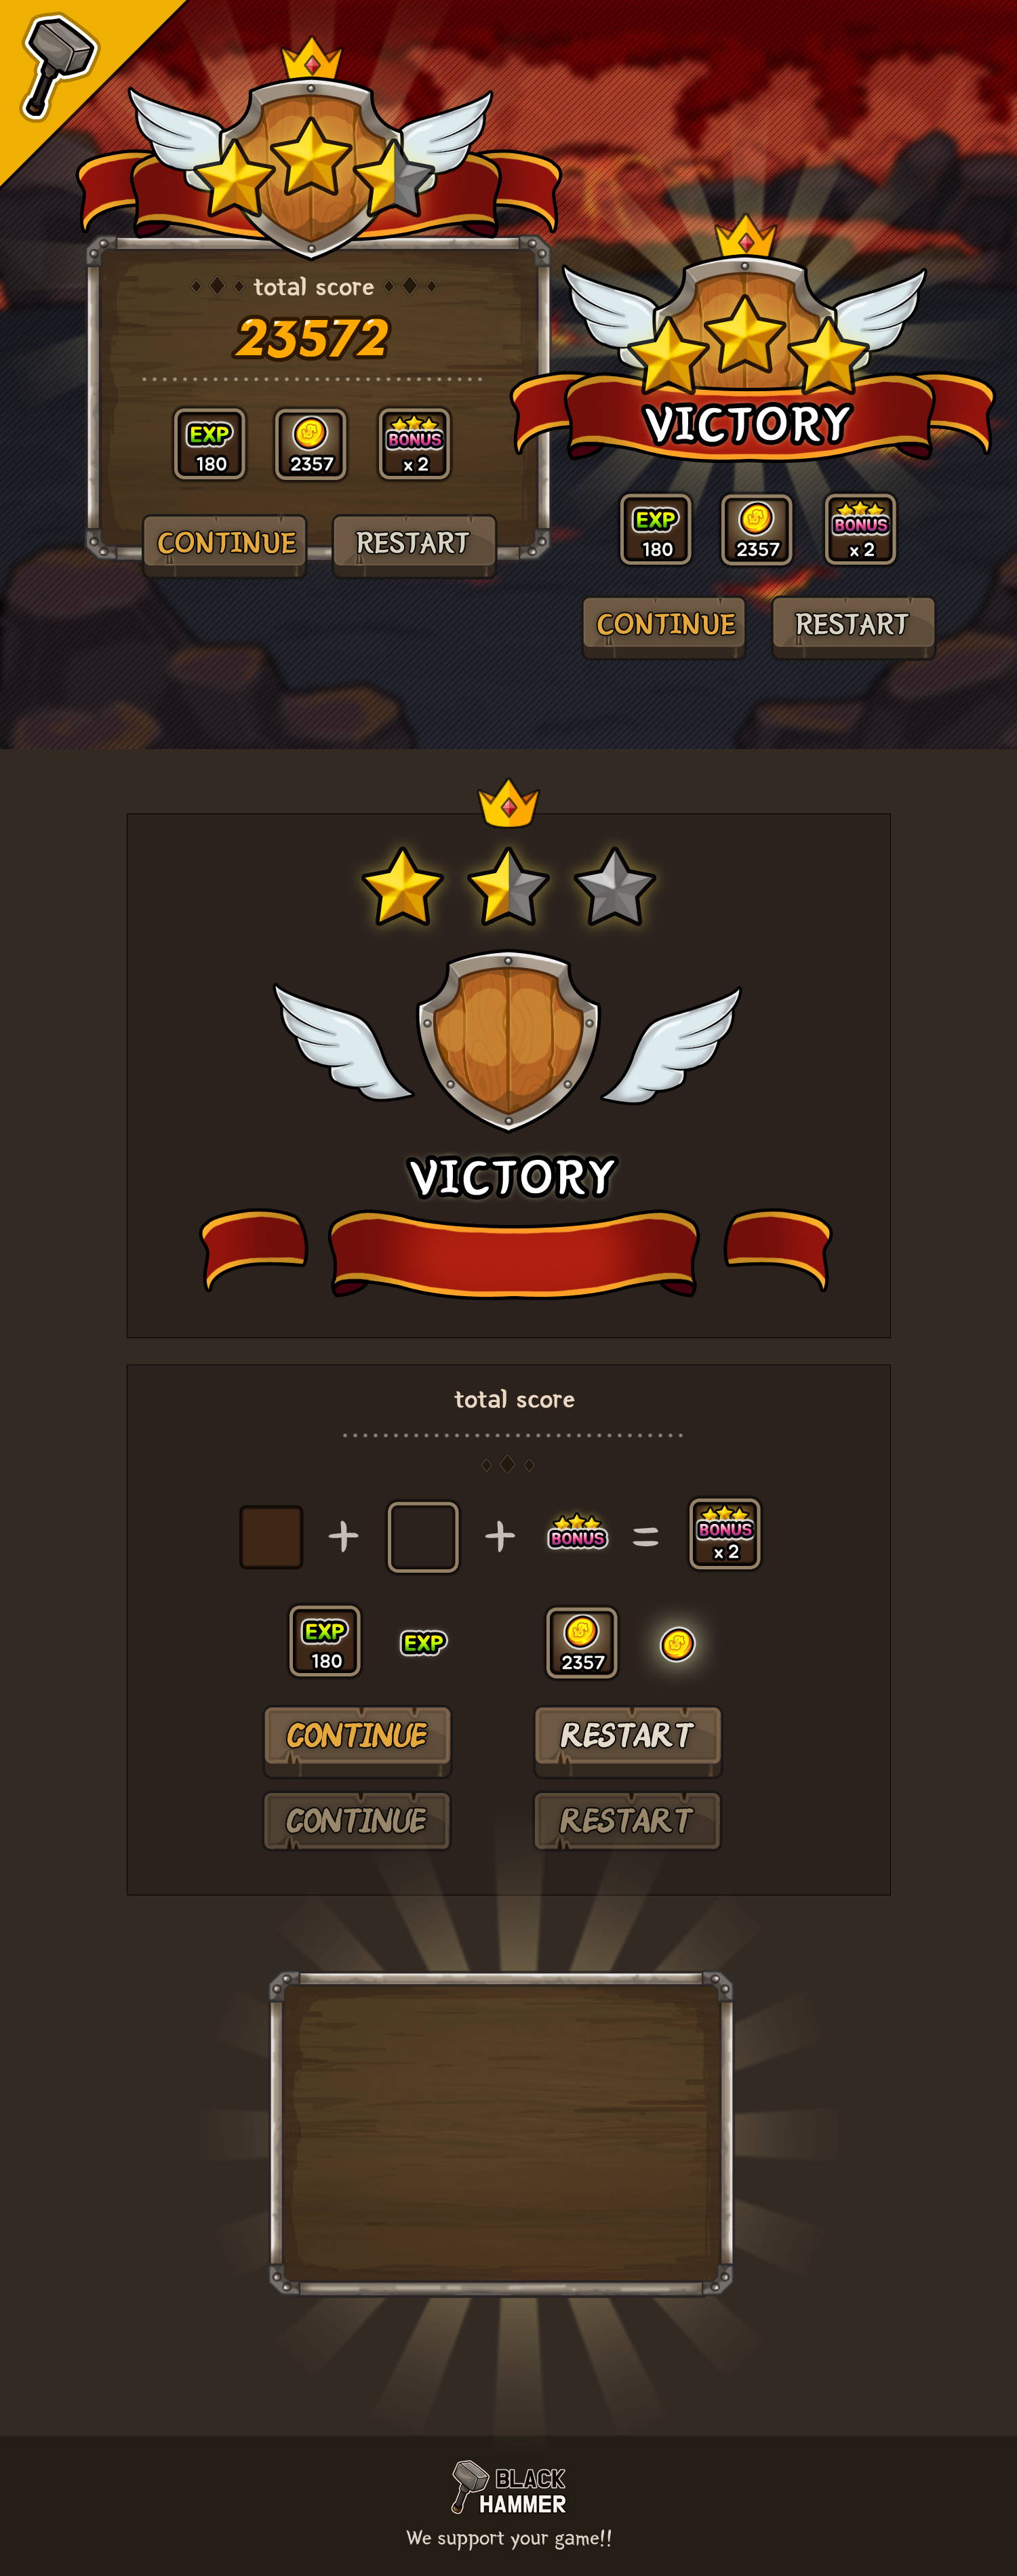 total score
23572
EXP
180
2357
BONUS
x 2
CONTINUE
RESTART
VICTORY
EXP
180
2357
BONUS
x 2
CONTINUE
RESTART
VICTORY
total score
+
+
BONUS
=
BONUS
x 2
EXP
180
EXP
2357
CONTINUE
RESTART
CONTINUE
RESTART
BLACK
HAMMER
We support your game!!